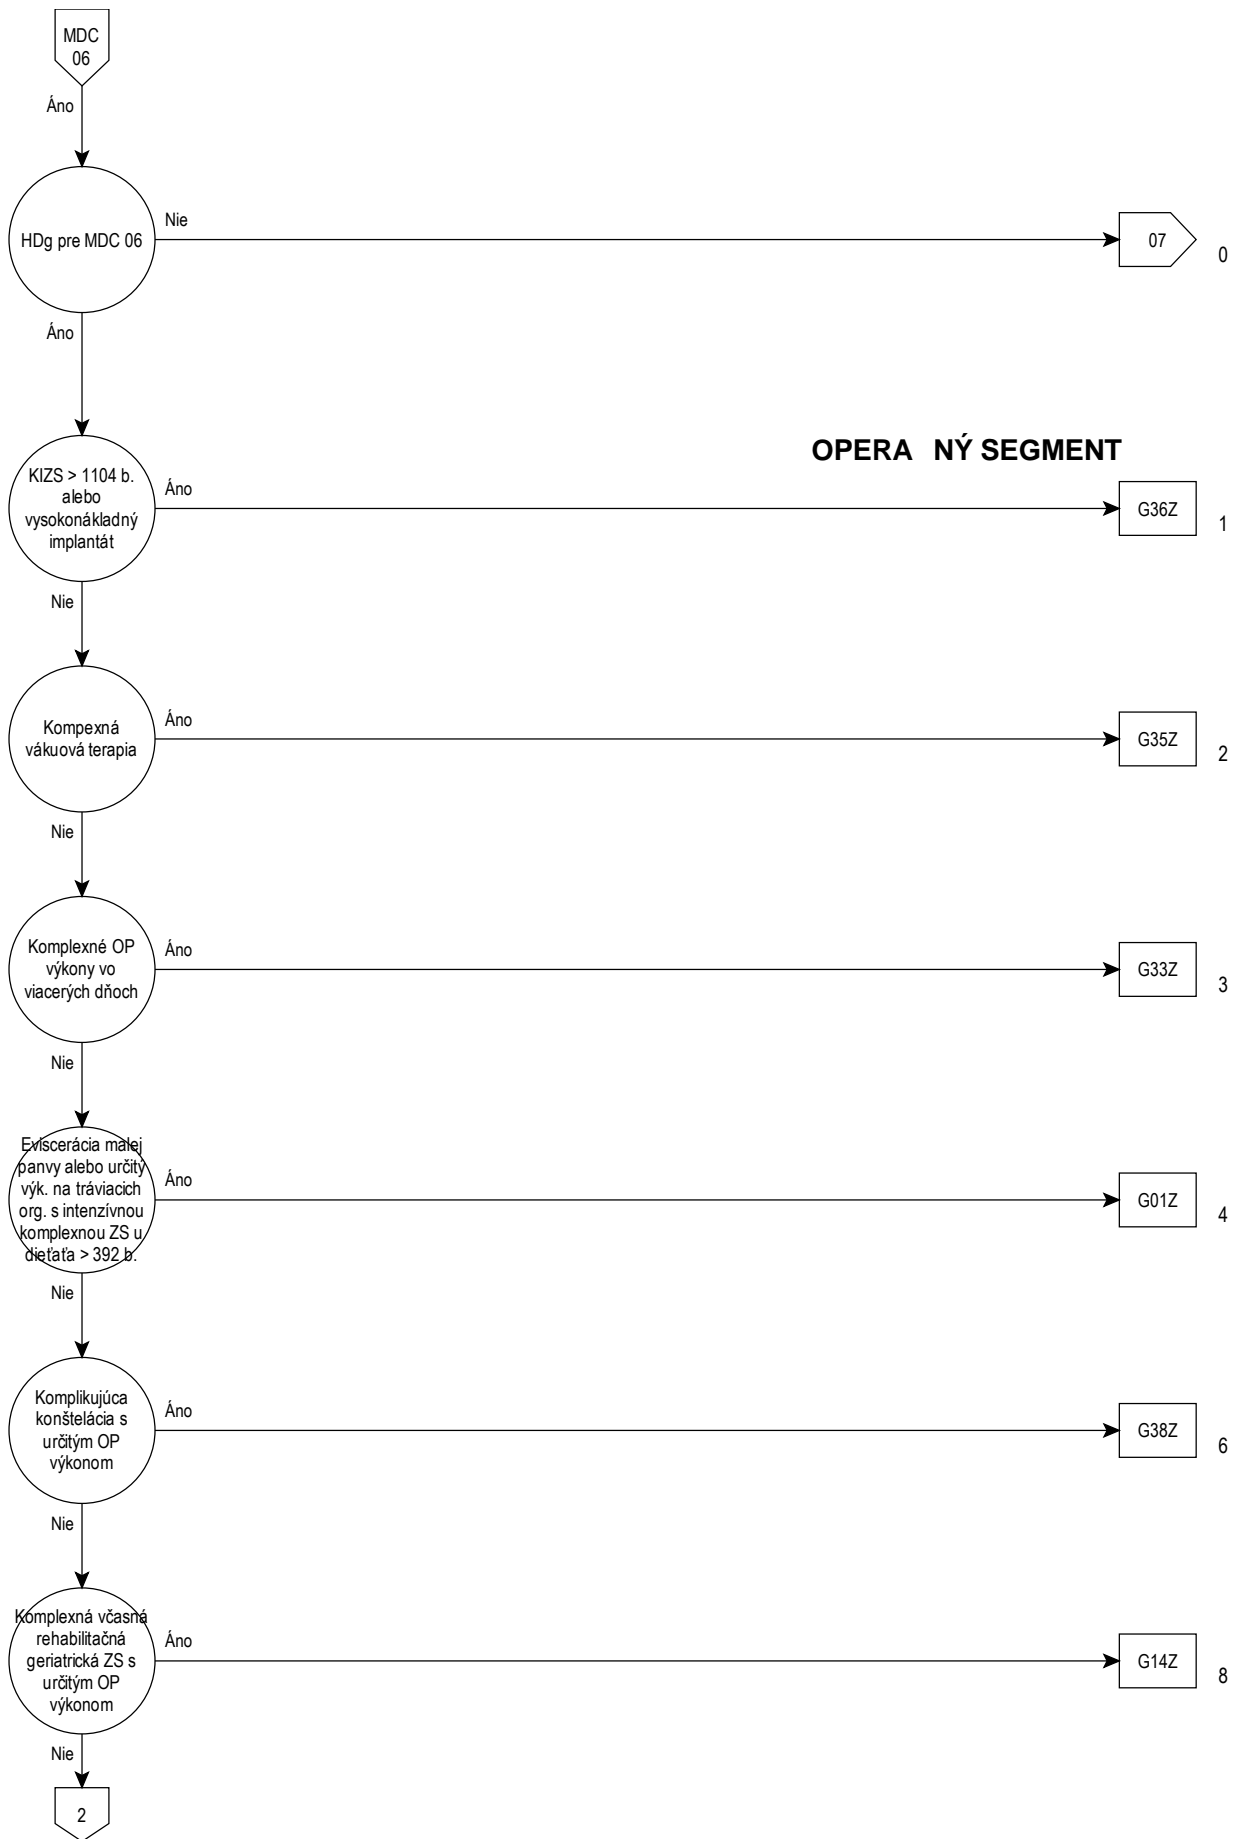 MDC
06
Áno
HDg pre MDC 06
Nie
07
0
Áno
OPERA NÝ SEGMENT
KIZS > 1104 b.
alebo
vysokonákladný
implantát
Áno
G36Z
1
Nie
Kompexná
vákuová terapia
Áno
G35Z
2
Nie
Komplexné OP
výkony vo
viacerých dňoch
Áno
G33Z
3
Nie
Eviscerácia malej
panvy alebo určitý
výk. na tráviacich
org. s intenzívnou
komplexnou ZS u
dieťaťa > 392 b.
Áno
G01Z
4
Nie
Komplikujúca
konštelácia s
určitým OP
výkonom
Áno
G38Z
6
Nie
Komplexná včasná
rehabilitačná
geriatrická ZS s
určitým OP
výkonom
Áno
G14Z
8
Nie
2